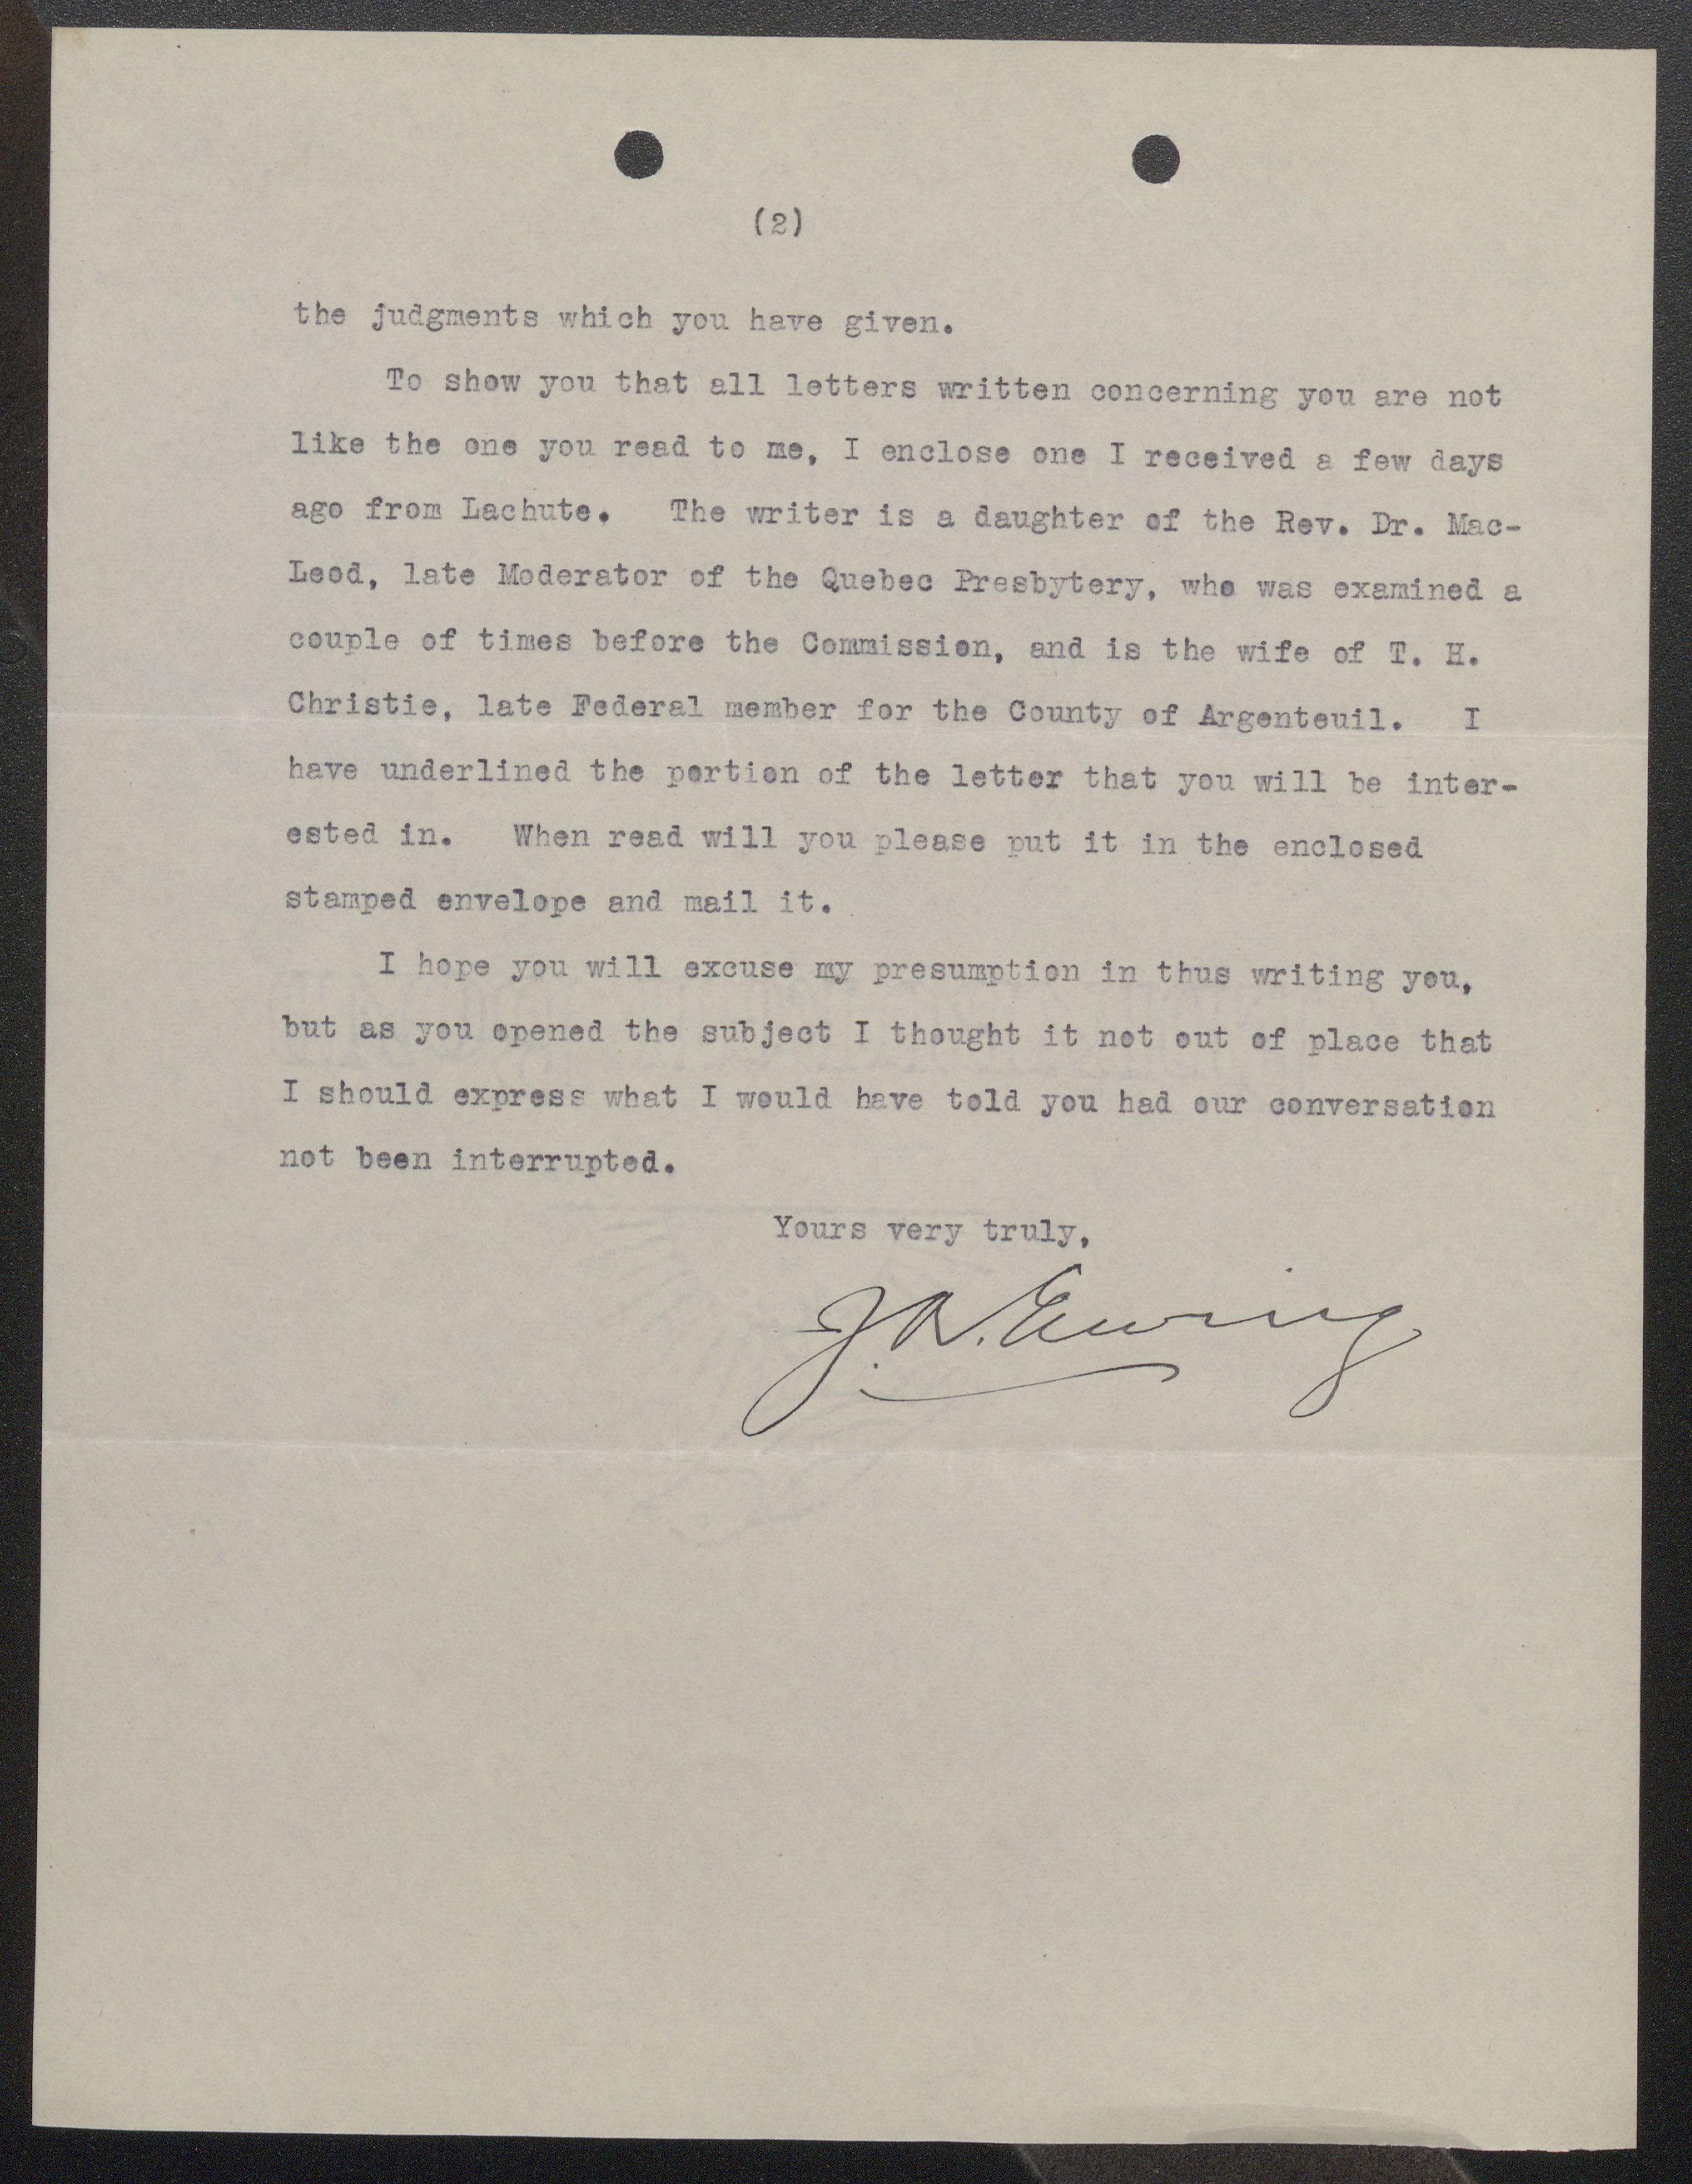 (2)
the judgments which you have given.
To show you that all letters written concerning you are not
like the one you read to me, I enclose one I received a few days
ago from Lachute. The writer is a daughter of the Rev. Dr. Mac-
Leod, late Moderator of the Quebec Presbytery, who was examined a
couple of times before the Commission, and is the wife of T. H.
Christie, late Federal member for the County of Argenteuil. I
have underlined the portion of the letter that you will be inter-
ested in. When read will you please put it in the enclosed
stamped envelope and mail it.
I hope you will excuse my presumption in thus writing you,
but as you opened the subject I thought it not out of place that
I should express what I would have told you had our conversation
not been interrupted.
Yours very truly,
Ewing